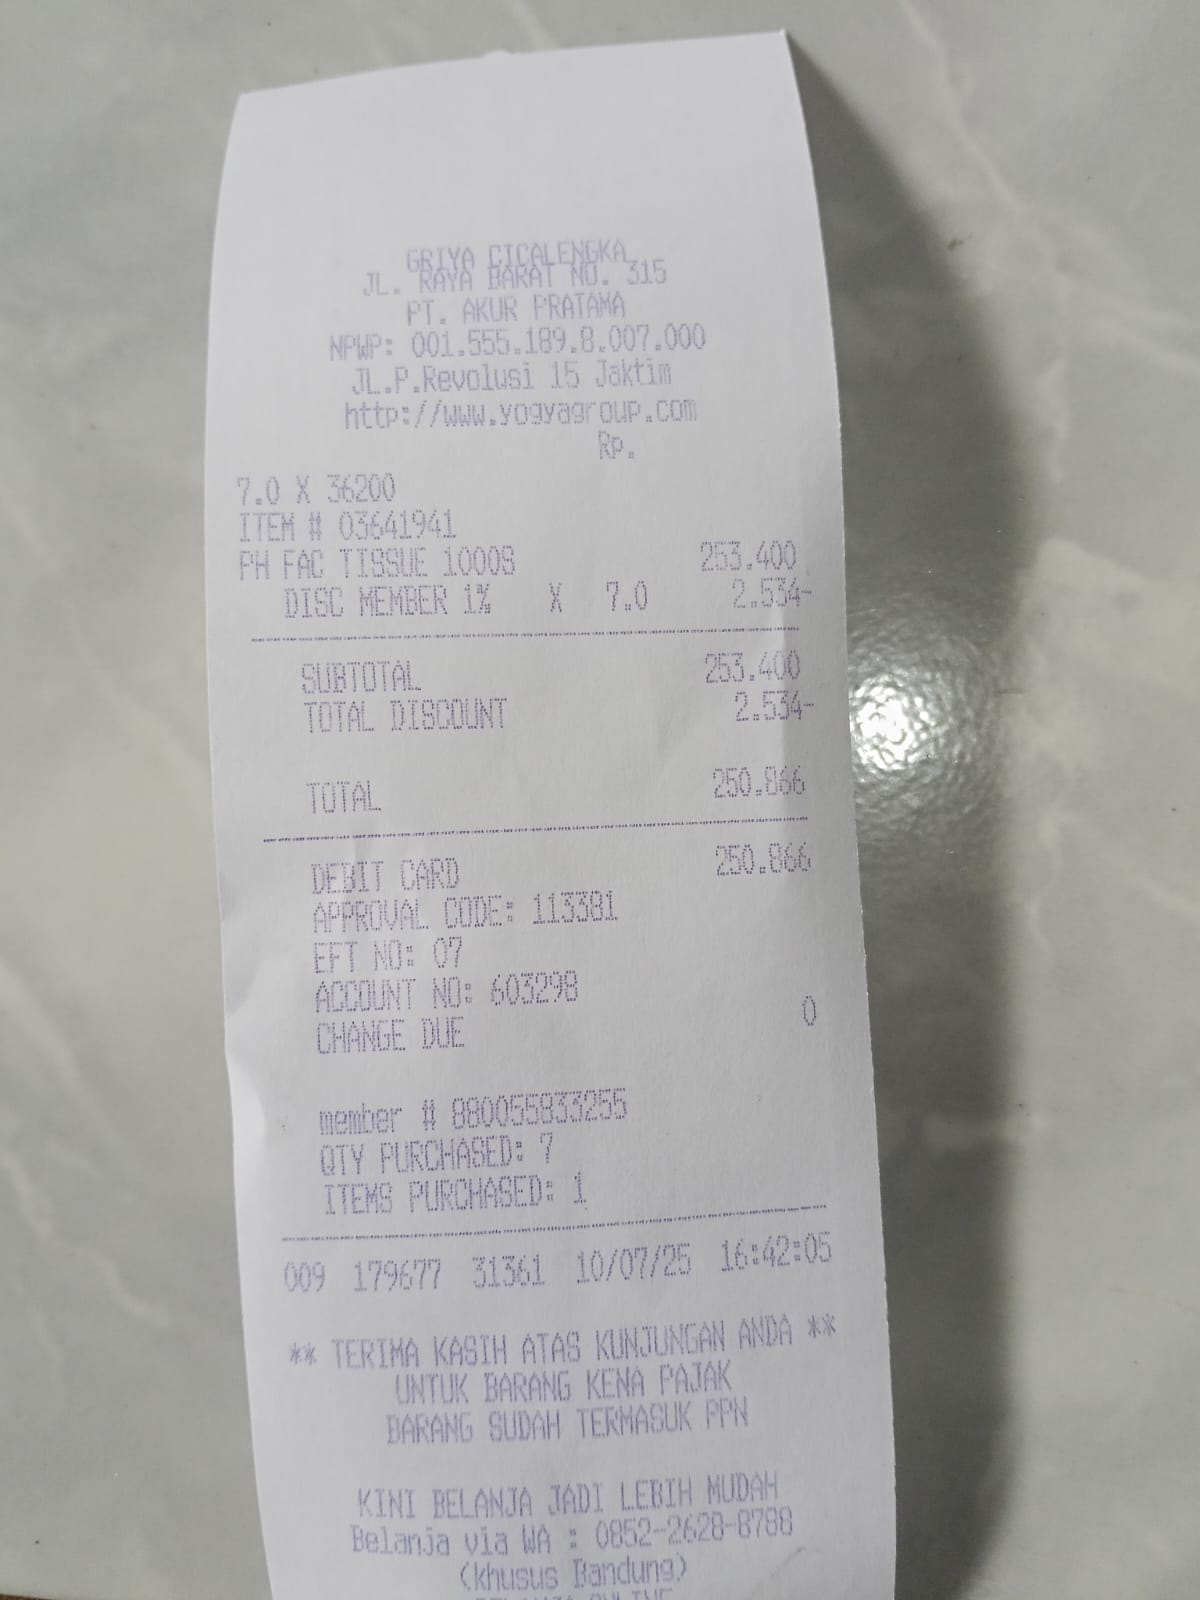 GRIYA CICALENGKA
JL. RAYA BARAT NO. 315
PT. AKUR PRATAMA
NPWP: 001.555.189.8.007.000
JL.P.Revolusi 15 Jaktim
http://www.yogyagroup.com
Rp.
7.0 X 36200
ITEM # 03641941
PH FAC TISSUE 1000S 253.400
DISC MEMBER 1% X 7.0 2.534-
SUBTOTAL 253.400
TOTAL DISCOUNT 2.534-
TOTAL 250.866
DEBIT CARD 250.866
APPROVAL CODE: 113381
EFT NO: 07
ACCOUNT NO: 603298
CHANGE DUE 0
member # 880055833255
QTY PURCHASED: 7
ITEMS PURCHASED: 1
009 179677 31361 10/07/25 16:42:05
** TERIMA KASIH ATAS KUNJUNGAN ANDA **
UNTUK BARANG KENA PAJAK
BARANG SUDAH TERMASUK PPN
KINI BELANJA JADI LEBIH MUDAH
Belanja via WA : 0852-2628-8788
(khusus Bandung)